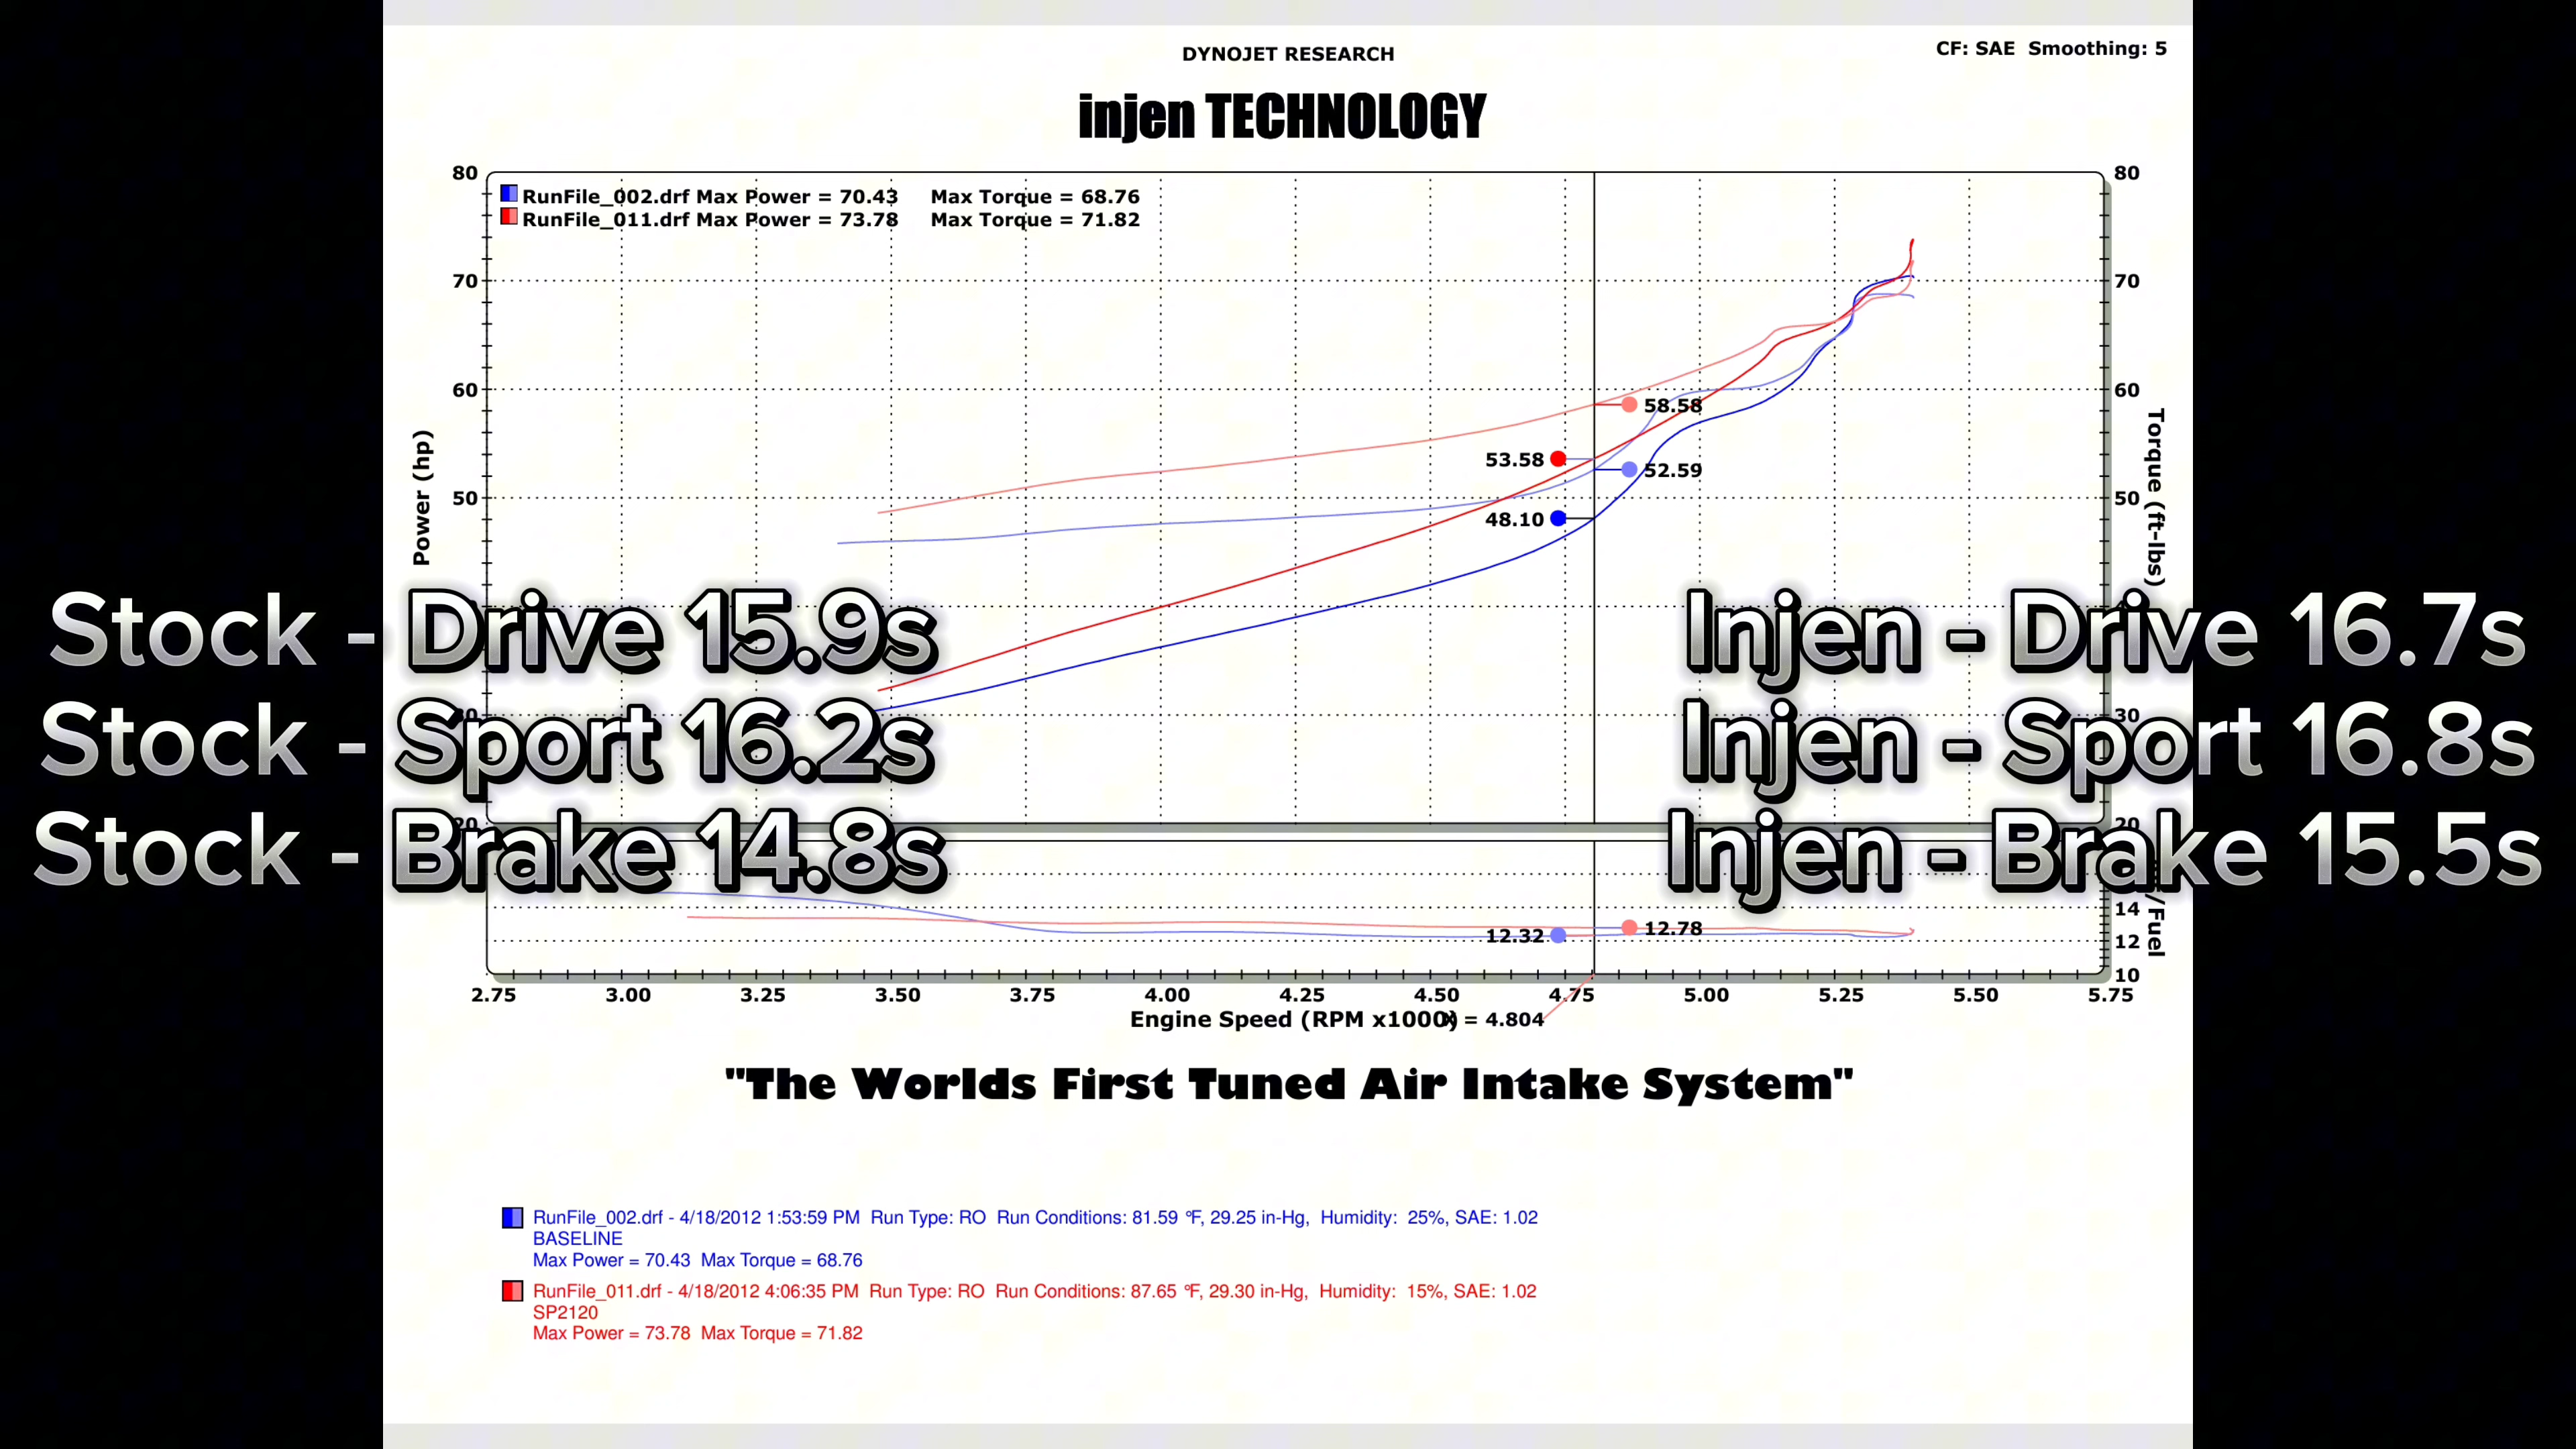 DYNOJET RESEARCH
CF: SAE Smoothing: 5
injen TECHNOLOGY
RunFile_002.drf Max Power = 70.43 Max Torque = 68.76
RunFile_011.drf Max Power = 73.78 Max Torque = 71.82
80
70
60
50
80
70
60
50
30
20
Power (hp)
Torque (ft-lbs)
58.58
53.58
52.59
48.10
Stock - Drive 15.9s
Stock - Sport 16.2s
Stock - Brake 14.8s
Injen - Drive 16.7s
Injen - Sport 16.8s
Injen - Brake 15.5s
14
12
10
/Fuel
12.32
12.78
2.75 3.00 3.25 3.50 3.75 4.00 4.25 4.50 4.75 5.00 5.25 5.50 5.75
Engine Speed (RPM x1000) = 4.804
"The Worlds First Tuned Air Intake System"
RunFile_002.drf - 4/18/2012 1:53:59 PM Run Type: RO Run Conditions: 81.59 °F, 29.25 in-Hg, Humidity: 25%, SAE: 1.02
BASELINE
Max Power = 70.43 Max Torque = 68.76
RunFile_011.drf - 4/18/2012 4:06:35 PM Run Type: RO Run Conditions: 87.65 °F, 29.30 in-Hg, Humidity: 15%, SAE: 1.02
SP2120
Max Power = 73.78 Max Torque = 71.82